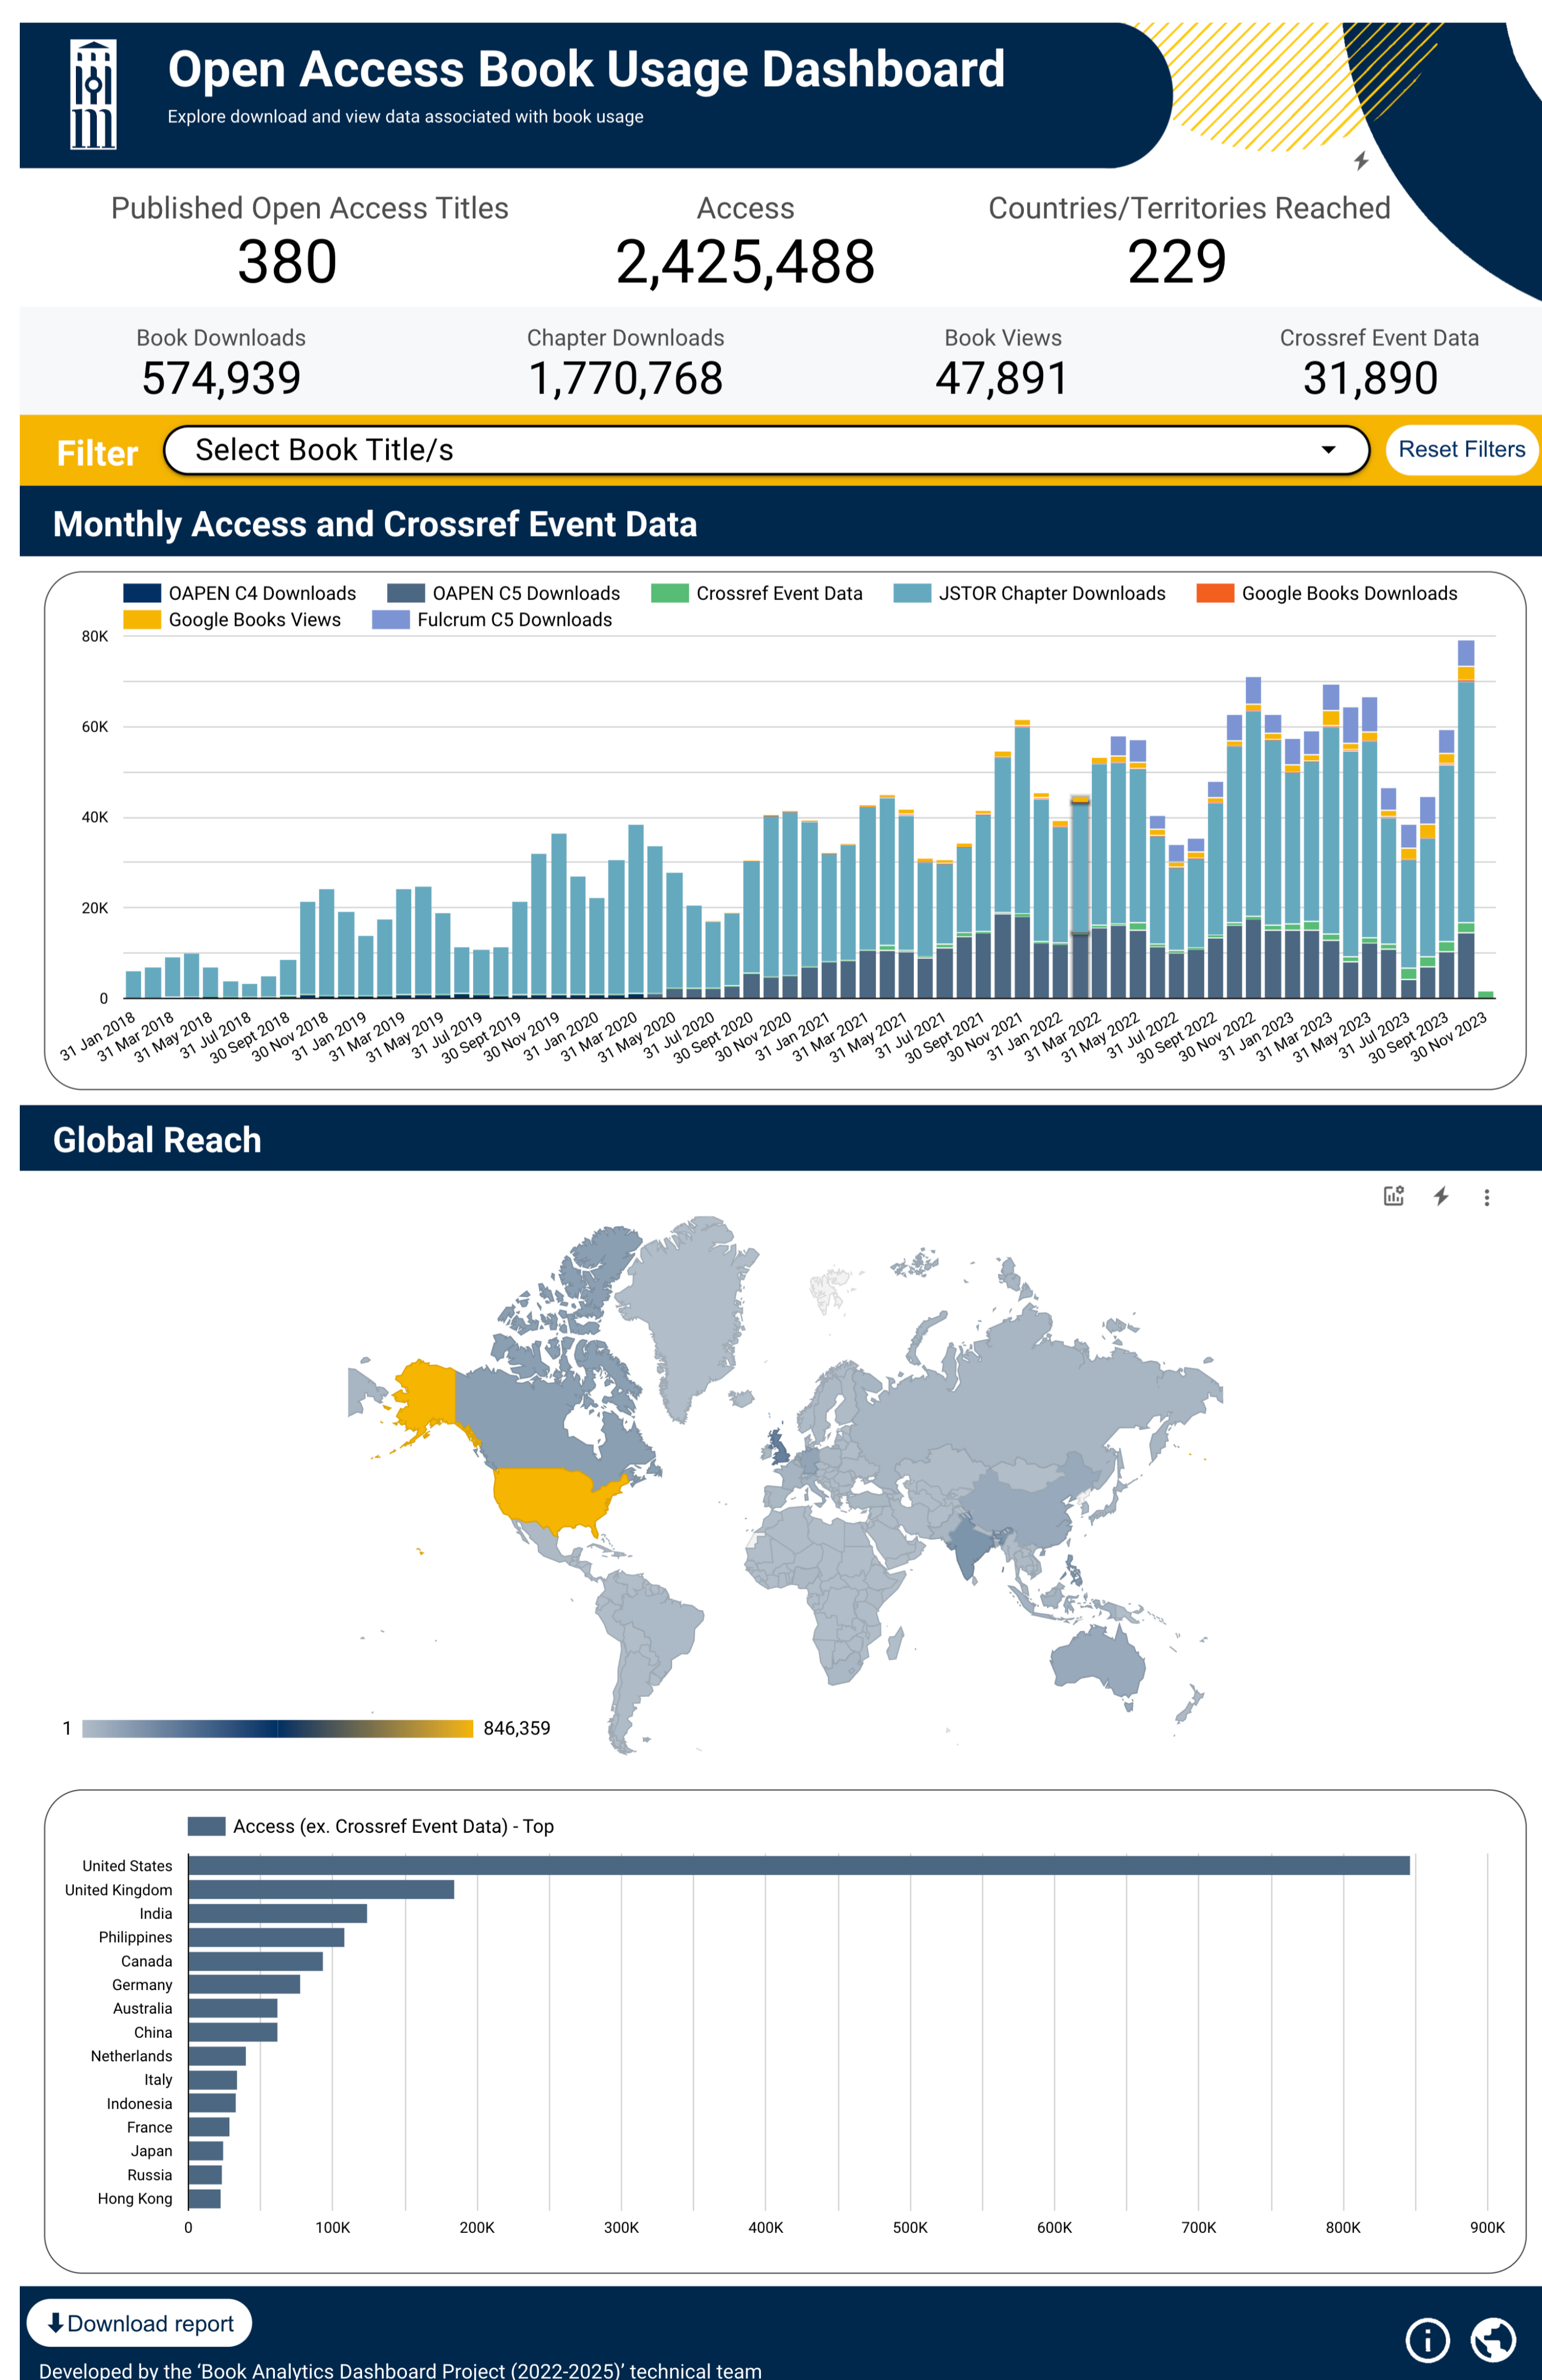 Open Access Book Usage Dashboard
Explore download and view data associated with book usage
Published Open Access Titles
380
Access
2,425,488
Countries/Territories Reached
229
Book Downloads
574,939
Chapter Downloads
1,770,768
Book Views
47,891
Crossref Event Data
31,890
Filter
Select Book Title/s
Reset Filters
Monthly Access and Crossref Event Data
OAPEN C4 Downloads
OAPEN C5 Downloads
Crossref Event Data
JSTOR Chapter Downloads
Google Books Downloads
Google Books Views
Fulcrum C5 Downloads
80K
60K
40K
20K
0
31 Jan 2018
31 Mar 2018
31 May 2018
31 Jul 2018
30 Sept 2018
30 Nov 2018
31 Jan 2019
31 Mar 2019
31 May 2019
31 Jul 2019
30 Sept 2019
30 Nov 2019
31 Jan 2020
31 Mar 2020
31 May 2020
31 Jul 2020
30 Sept 2020
30 Nov 2020
31 Jan 2021
31 Mar 2021
31 May 2021
31 Jul 2021
30 Sept 2021
30 Nov 2021
31 Jan 2022
31 Mar 2022
31 May 2022
31 Jul 2022
30 Sept 2022
30 Nov 2022
31 Jan 2023
31 Mar 2023
31 May 2023
31 Jul 2023
30 Sept 2023
30 Nov 2023
Global Reach
1
846,359
Access (ex. Crossref Event Data) - Top
United States
United Kingdom
India
Philippines
Canada
Germany
Australia
China
Netherlands
Italy
Indonesia
France
Japan
Russia
Hong Kong
0
100K
200K
300K
400K
500K
600K
700K
800K
900K
Download report
Developed by the ‘Book Analytics Dashboard Project (2022-2025)’ technical team